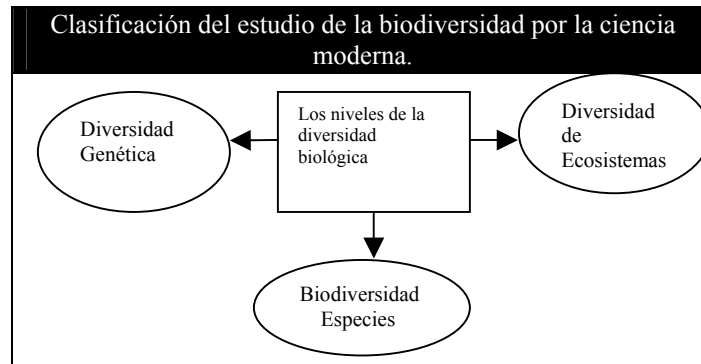 Clasificación del estudio de la biodiversidad por la ciencia
moderna.
Diversidad
Genética
Los niveles de la
diversidad
biológica
Diversidad
de
Ecosistemas
Biodiversidad
Especies